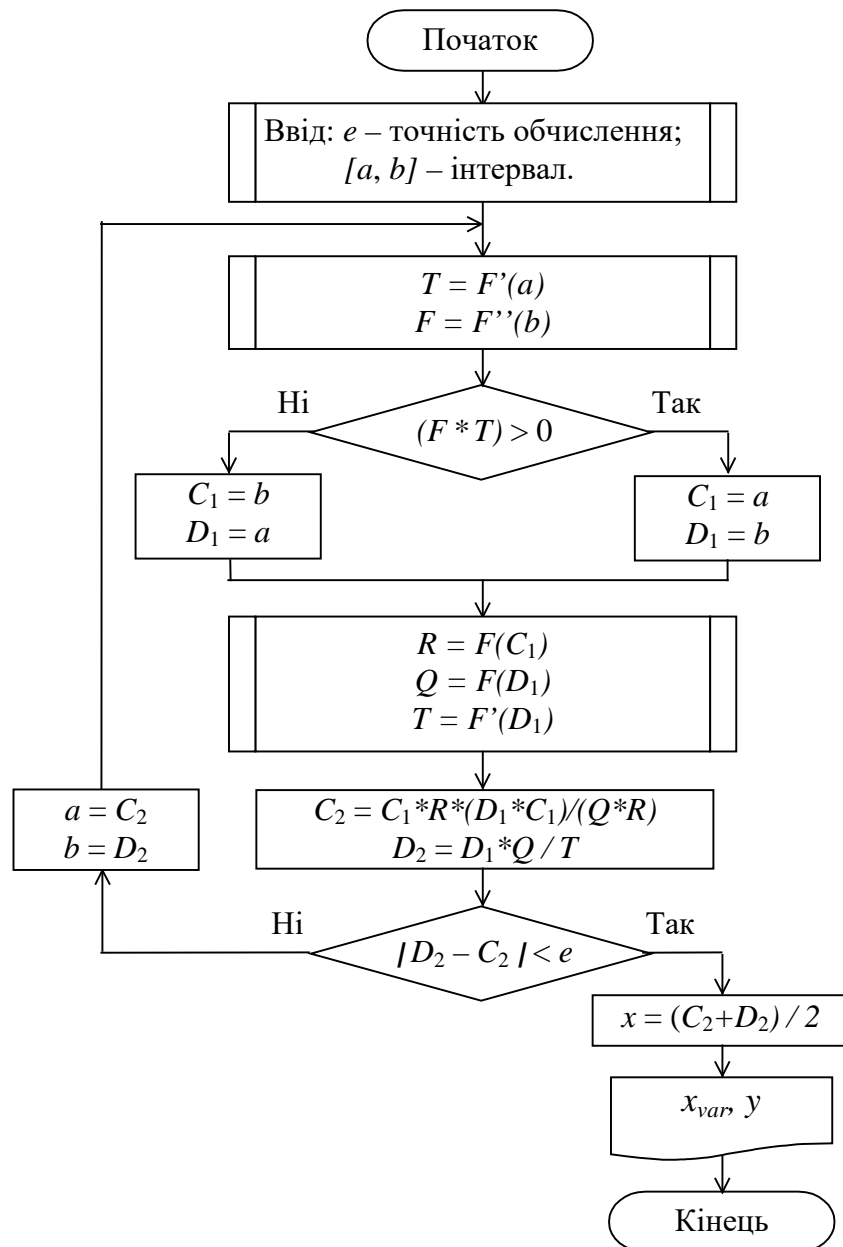 Початок
Ввід: e – точність обчислення;
[a, b] – інтервал.
T = F’(a)
F = F’’(b)
Ні
Так
(F * T) > 0
C₁ = b
D₁ = a
C₁ = a
D₁ = b
R = F(C₁)
Q = F(D₁)
T = F’(D₁)
a = C₂
b = D₂
C₂ = C₁*R*(D₁*C₁)/(Q*R)
D₂ = D₁*Q / T
Ні
Так
| D₂ – C₂ | < e
x = (C₂+D₂) / 2
xvar, y
Кінець